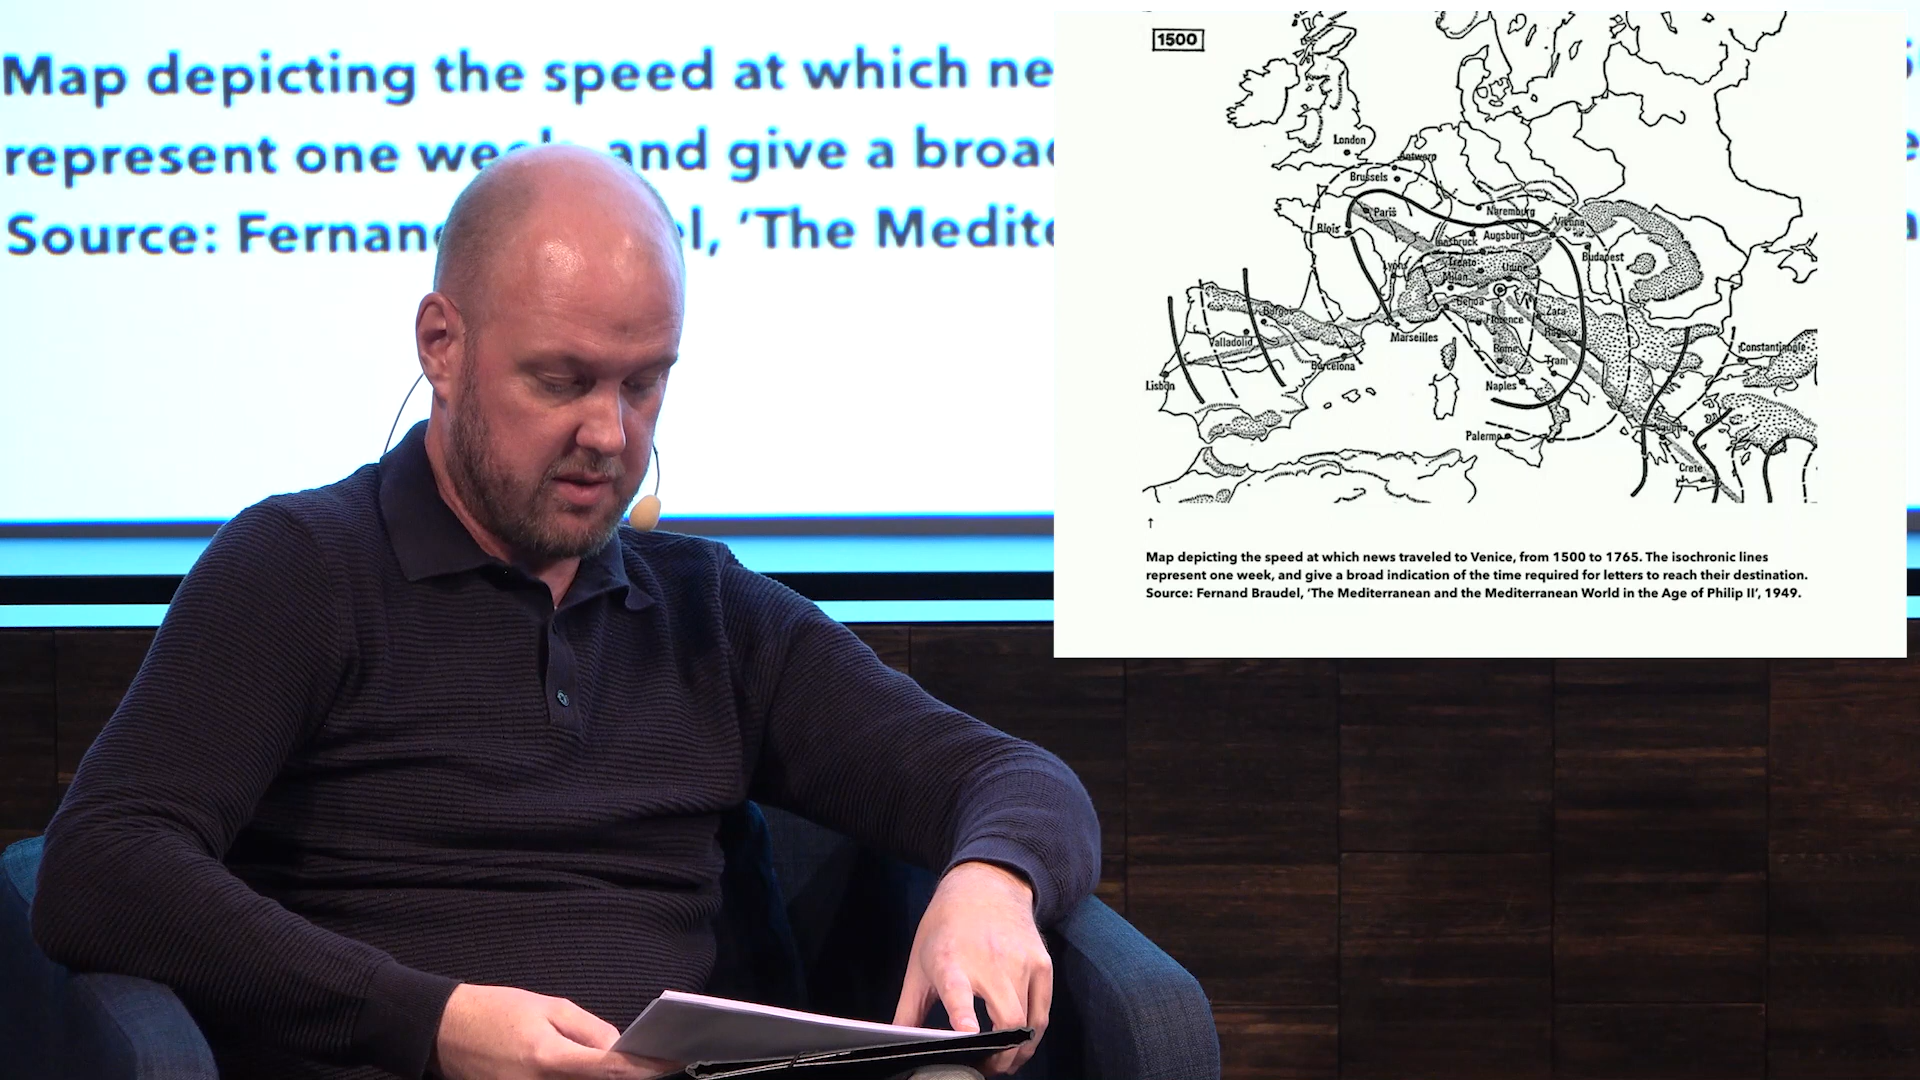 Map depicting the speed at which ne
represent one week, and give a broad
Source: Fernand l, ‘The Medite
1500
London
Antwerp
Brussels
Paris
Nuremburg
Vienna
Blois
Innsbruck
Augsburg
Budapest
Lyons
Trento
Udine
Milan
Genoa
Zara
Burgos
Florence
Marseilles
Valladolid
Constantinople
Rome
Trani
Barcelona
Lisbon
Naples
Palermo
Crete
↑
Map depicting the speed at which news traveled to Venice, from 1500 to 1765. The isochronic lines
represent one week, and give a broad indication of the time required for letters to reach their destination.
Source: Fernand Braudel, ‘The Mediterranean and the Mediterranean World in the Age of Philip II’, 1949.